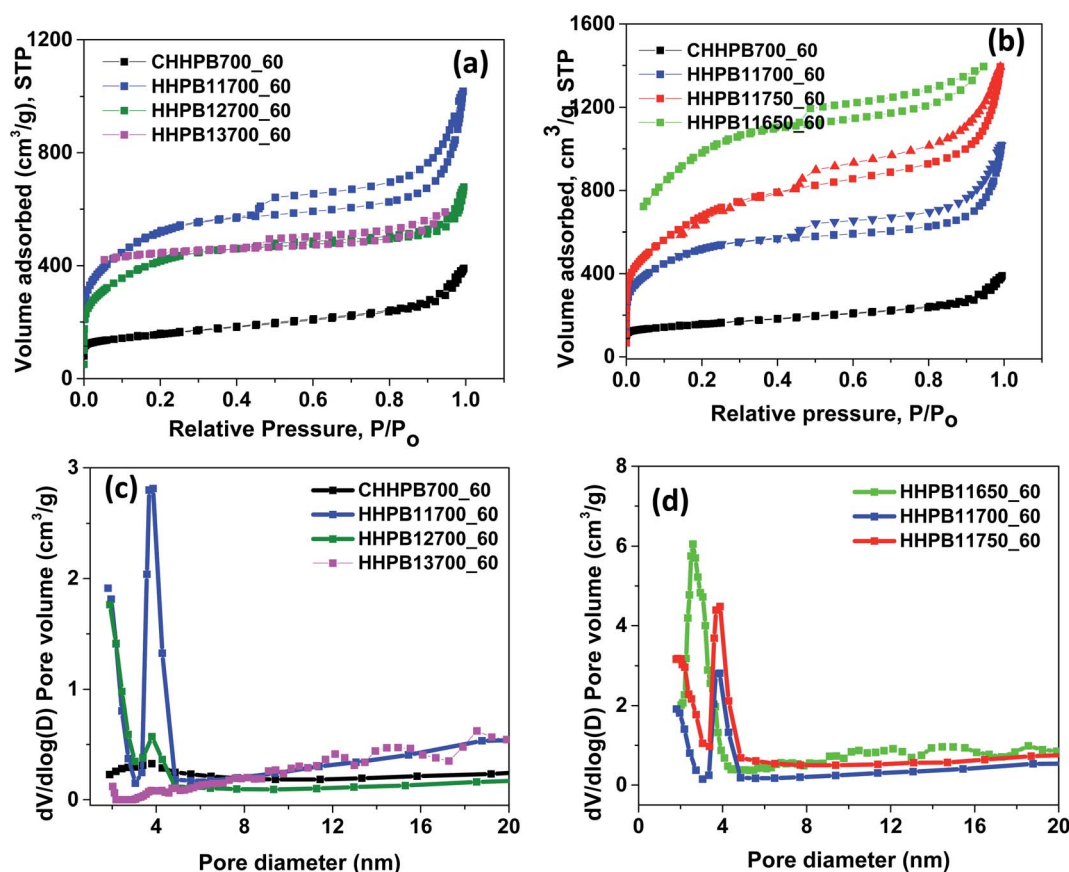 (a)
CHHPB700_60
HHPB11700_60
HHPB12700_60
HHPB13700_60
1200
800
400
0
Volume adsorbed (cm³/g), STP
0.0 0.2 0.4 0.6 0.8 1.0
Relative Pressure, P/Po
(b)
CHHPB700_60
HHPB11700_60
HHPB11750_60
HHPB11650_60
1600
1200
800
400
0
Volume adsorbed, cm³/g, STP
0.0 0.2 0.4 0.6 0.8 1.0
Relative pressure, P/Po
(c)
CHHPB700_60
HHPB11700_60
HHPB12700_60
HHPB13700_60
3
2
1
0
dV/dlog(D) Pore volume (cm³/g)
4 8 12 16 20
Pore diameter (nm)
(d)
HHPB11650_60
HHPB11700_60
HHPB11750_60
8
6
4
2
0
dV/dlog(D) Pore volume (cm³/g)
0 4 8 12 16 20
Pore diameter (nm)